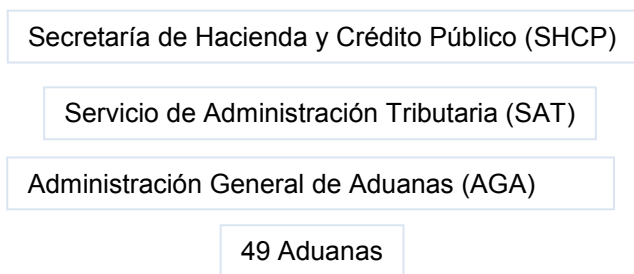 Secretaría de Hacienda y Crédito Público (SHCP)
Servicio de Administración Tributaria (SAT)
Administración General de Aduanas (AGA)
49 Aduanas